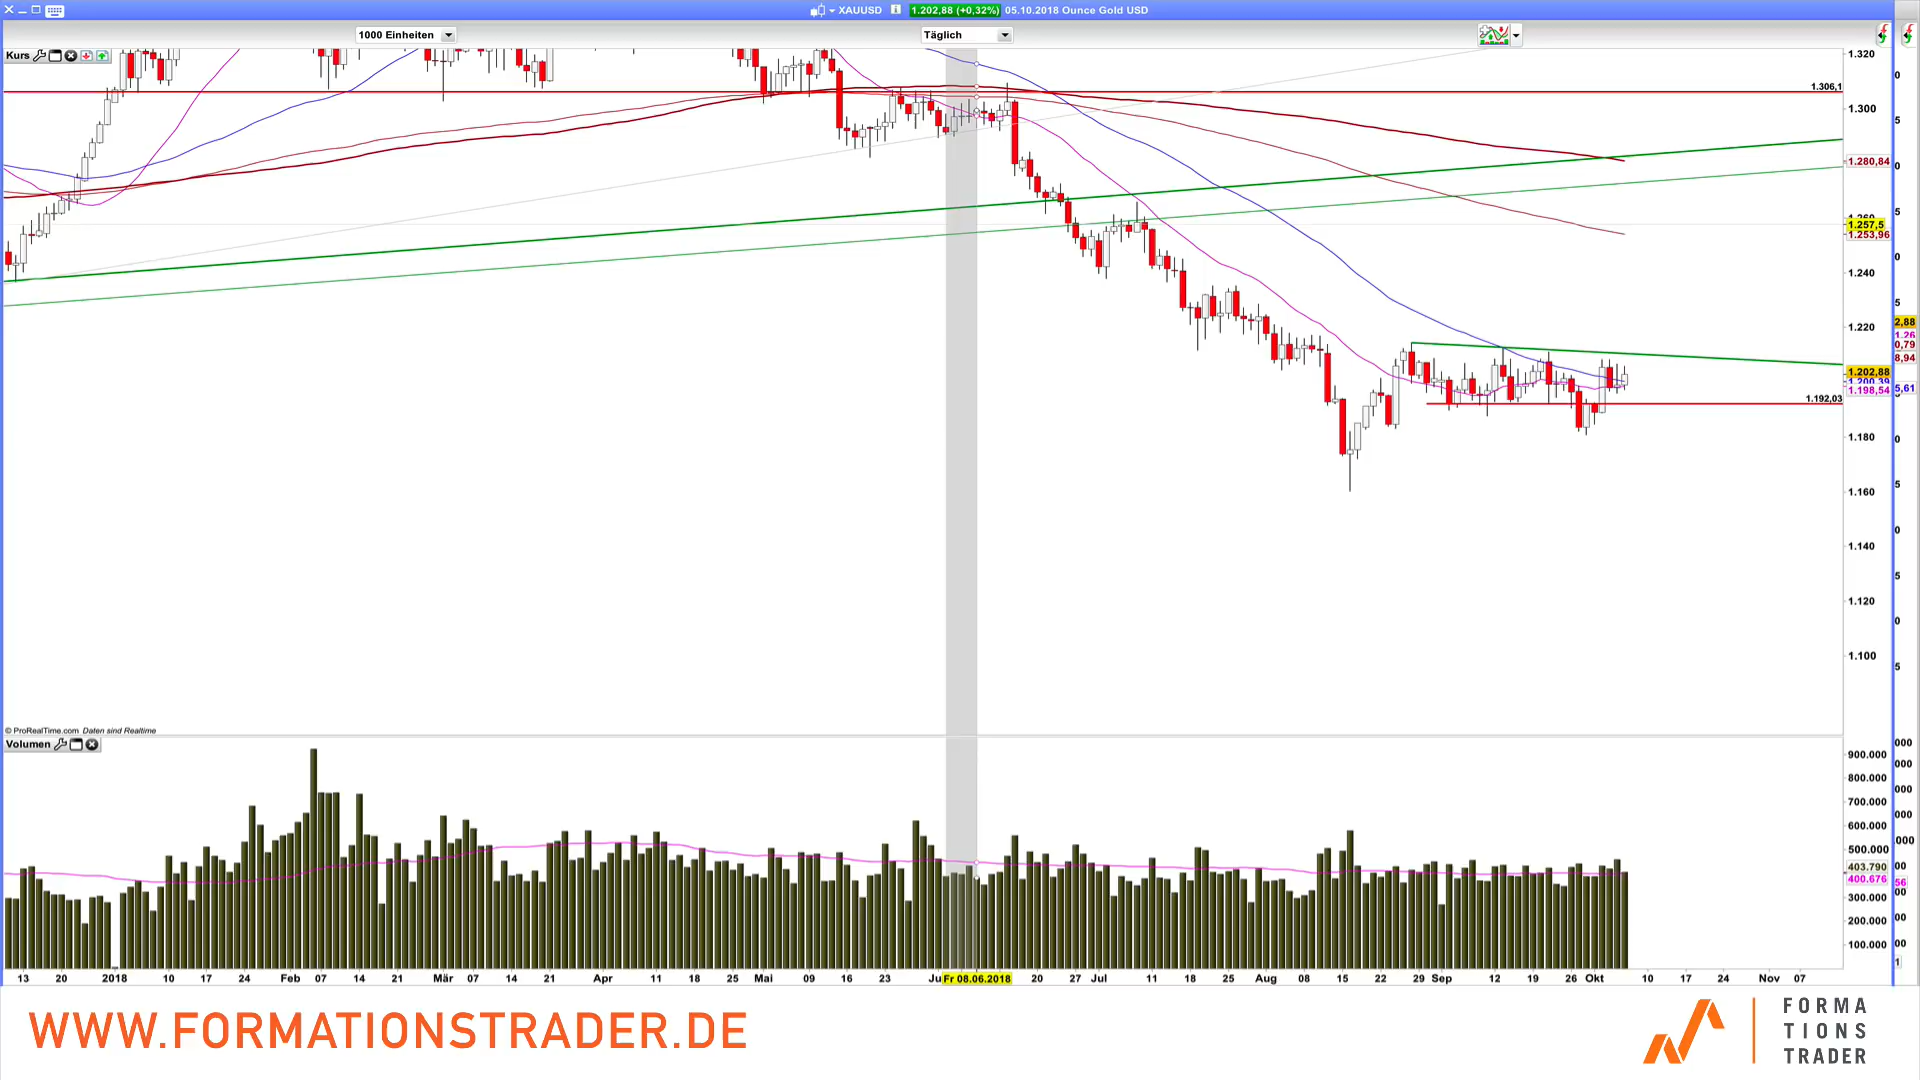 XAUUSD 1.202,88 (+0,32%) 05.10.2018 Ounce Gold USD
1000 Einheiten Täglich
Kurs
1.320
1.306,1
1.300
1.280,84
1.257,5
1.253,96
1.240
1.220
1.202,88
1.200,39
1.198,54
1.192,03
1.180
1.160
1.140
1.120
1.100
© ProRealTime.com Daten sind Realtime
Volumen
900.000
800.000
700.000
600.000
500.000
403.790
400.676
300.000
200.000
100.000
13 20 2018 10 17 24 Feb 07 14 21 Mär 07 14 21 Apr 11 18 25 Mai 09 16 23 Ju Fr 08.06.2018 20 27 Jul 11 18 25 Aug 08 15 22 29 Sep 12 19 26 Okt 10 17 24 Nov 07
WWW.FORMATIONSTRADER.DE
FORMA
TIONS
TRADER